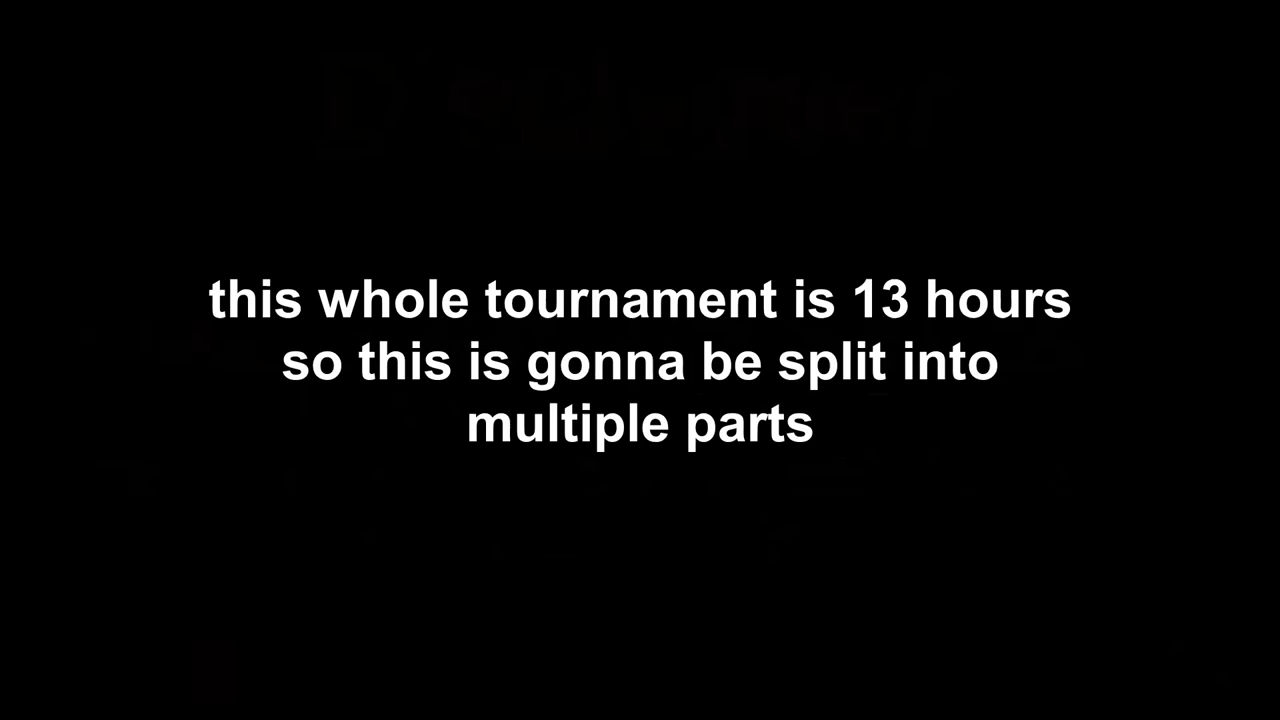 this whole tournament is 13 hours
so this is gonna be split into
multiple parts